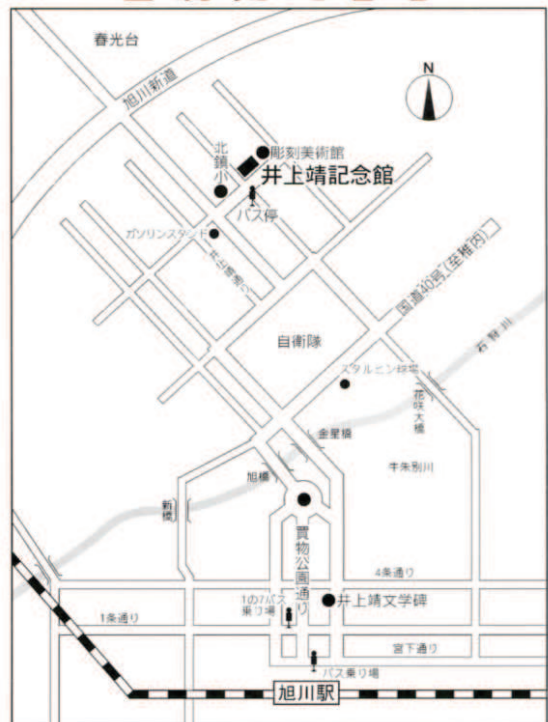 春光台
旭川新道
N
北鎮小
彫刻美術館
井上靖記念館
バス停
ガソリンスタンド
国道40号(至稚内)
自衛隊
石狩川
スタルヒン球場
花咲大橋
金星橋
旭橋
牛朱別川
新橋
買物公園通り
4条通り
1の7バス
乗り場
井上靖文学碑
1条通り
宮下通り
バス乗り場
旭川駅